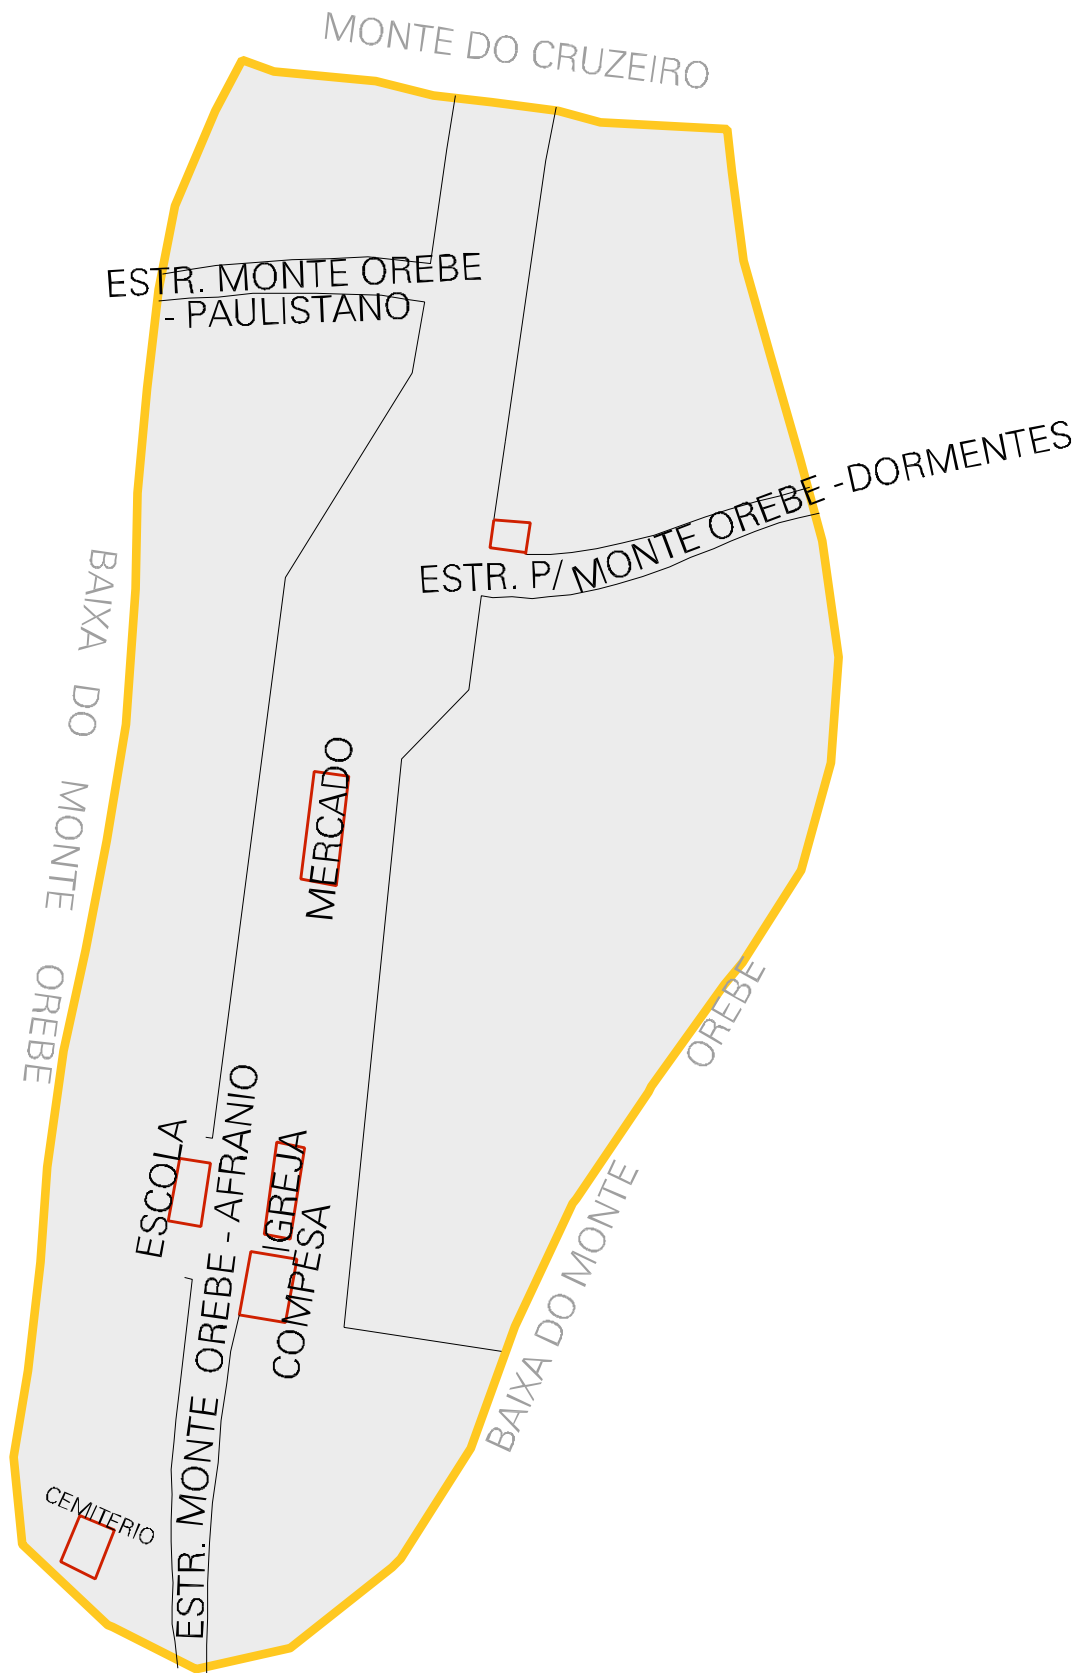 MONTE DO CRUZEIRO
ESTR. MONTE OREBE
- PAULISTANO
ESTR. P/ MONTE OREBE -DORMENTES
BAIXA DO MONTE OREBE
MERCADO
BAIXA DO MONTE OREBE
ESCOLA
ESTR. MONTE OREBE - AFRANIO
IGREJA
COMPESA
CEMITERIO